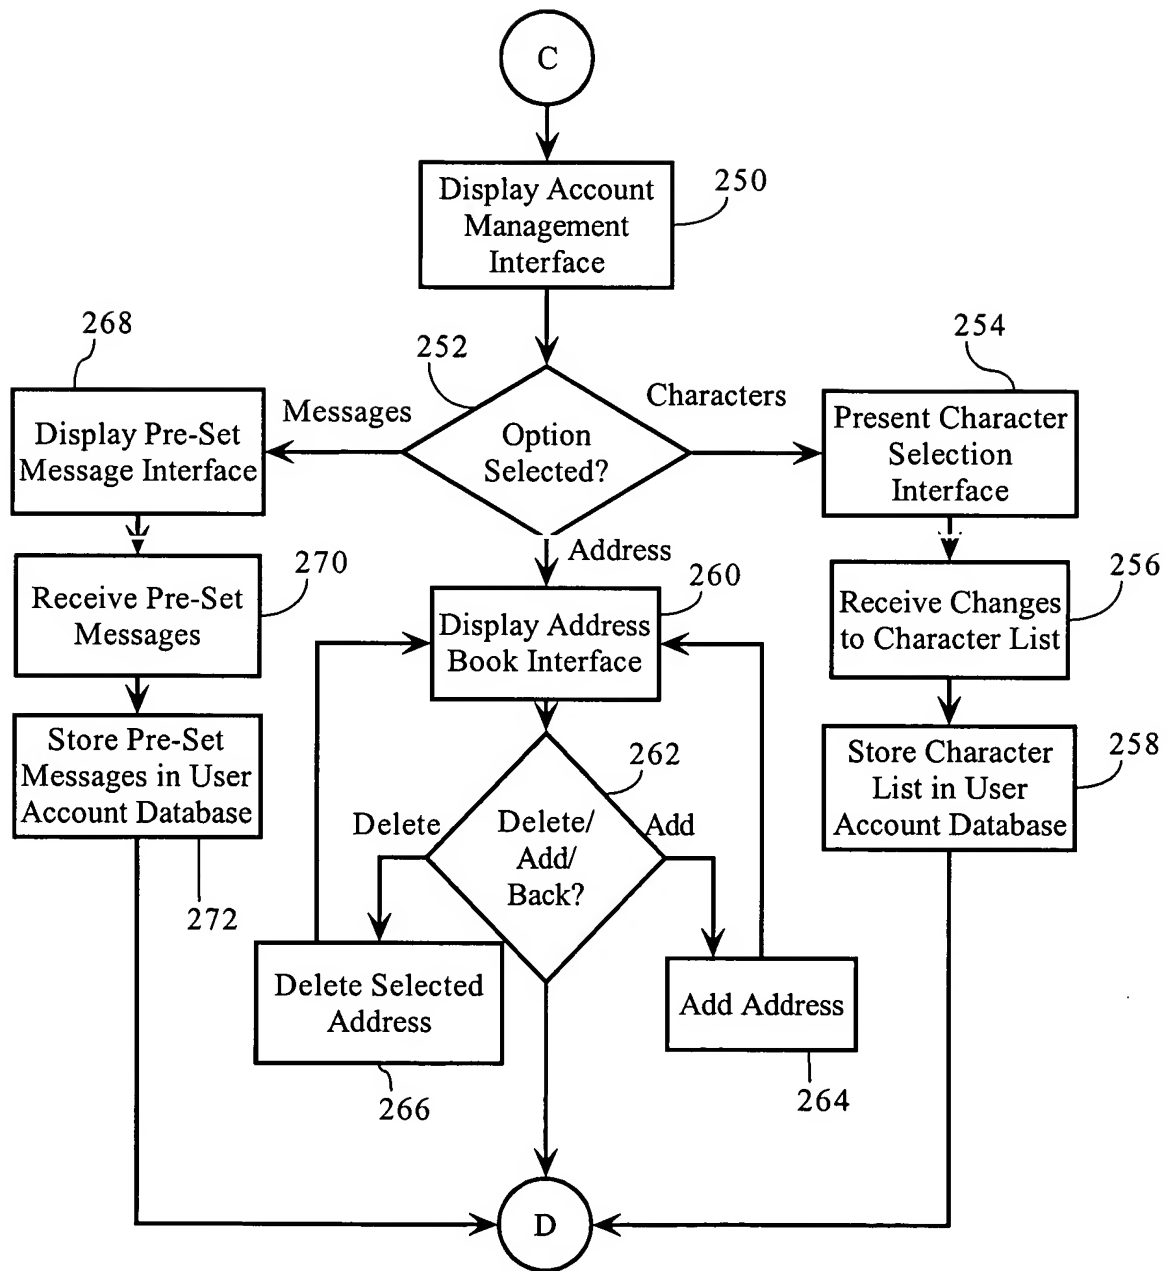 C
Display Account
Management
Interface
250
268
252
254
Messages
Characters
Display Pre-Set
Message Interface
Option
Selected?
Present Character
Selection
Interface
Address
270
260
256
Receive Pre-Set
Messages
Display Address
Book Interface
Receive Changes
to Character List
Store Pre-Set
Messages in User
Account Database
262
258
Store Character
List in User
Account Database
Delete
Delete/
Add/
Back?
Add
272
Delete Selected
Address
Add Address
266
264
D